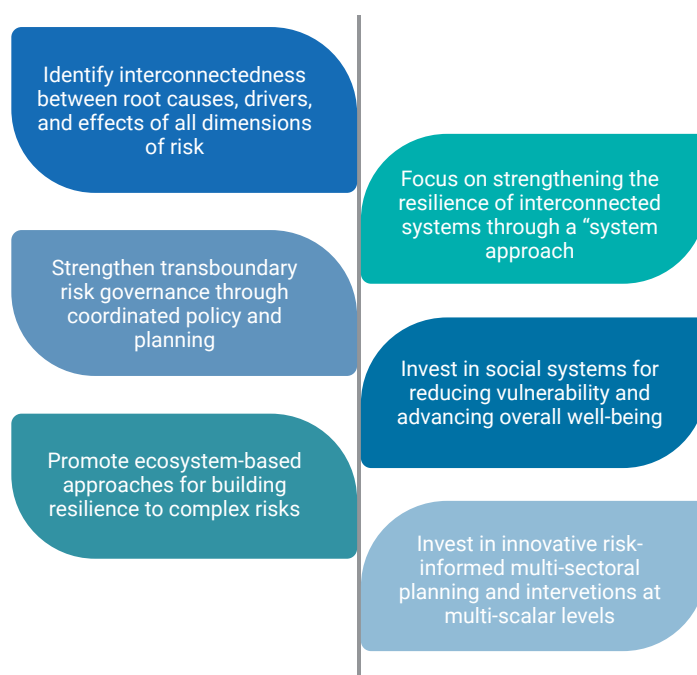 Identify interconnectedness
between root causes, drivers,
and effects of all dimensions
of risk
Focus on strengthening the
resilience of interconnected
systems through a “system
approach
Strengthen transboundary
risk governance through
coordinated policy and
planning
Invest in social systems for
reducing vulnerability and
advancing overall well-being
Promote ecosystem-based
approaches for building
resilience to complex risks
Invest in innovative risk-
informed multi-sectoral
planning and intervetions at
multi-scalar levels